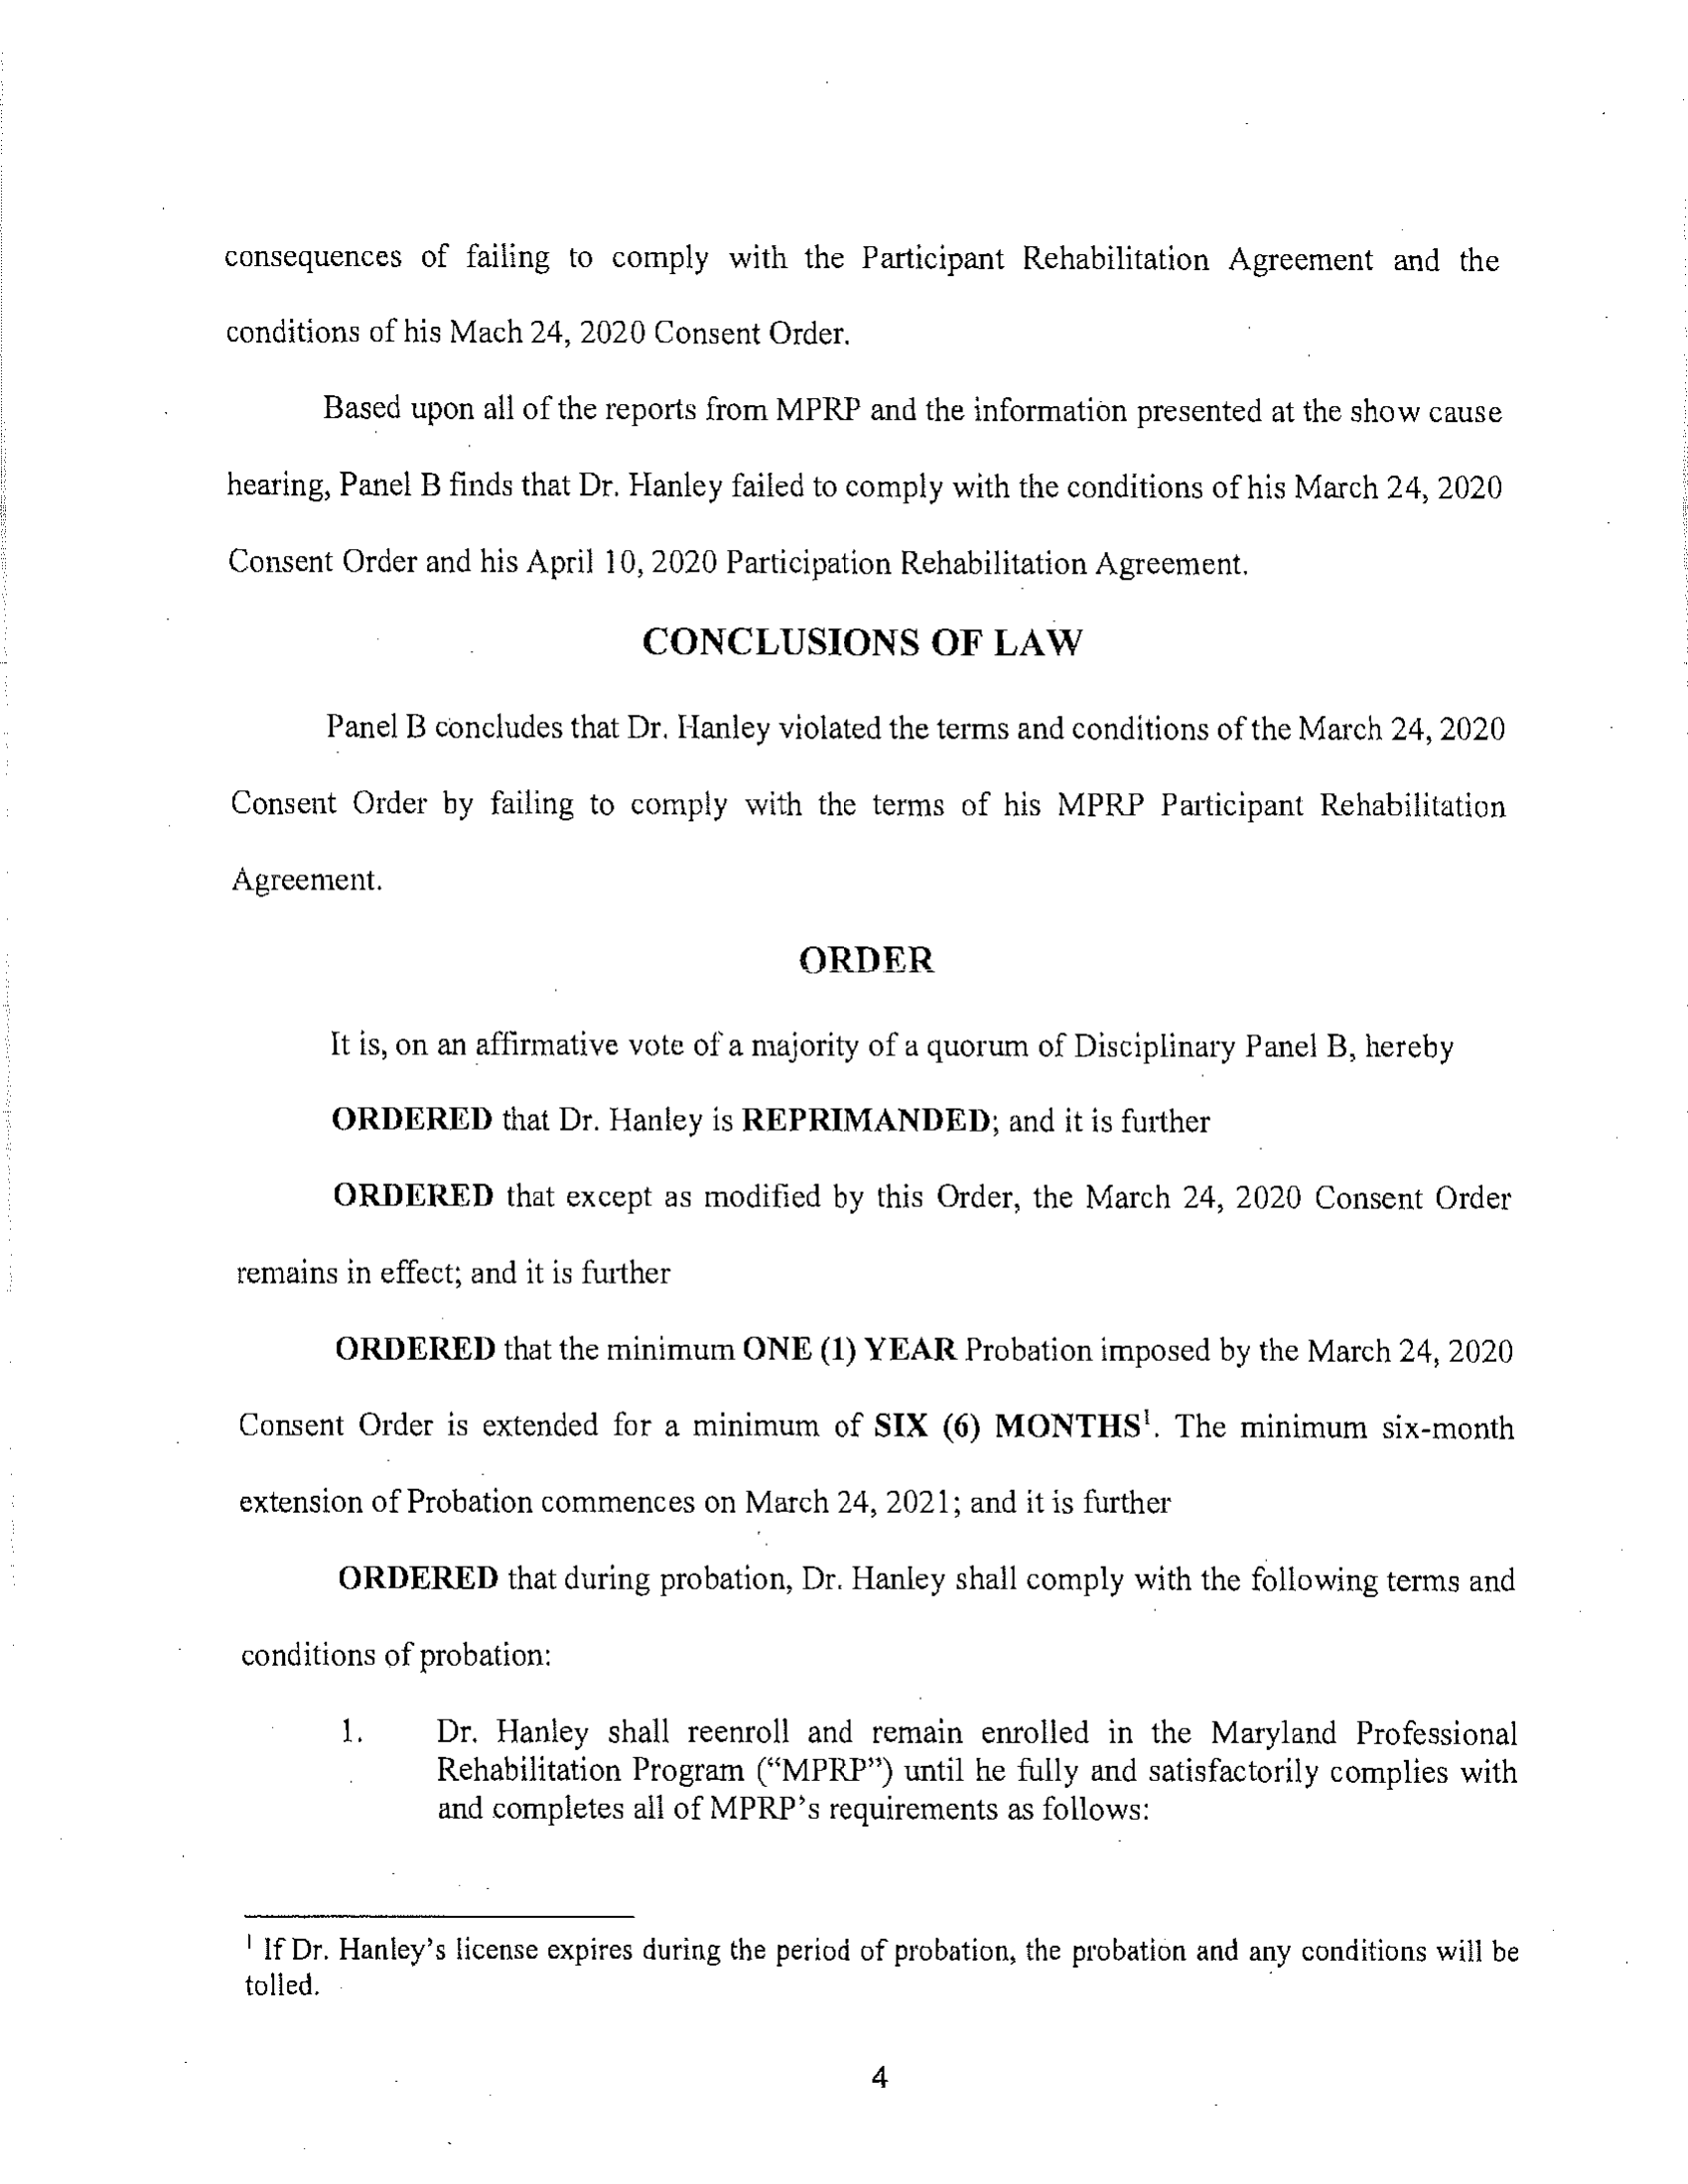 consequences of failing to comply with the Participant Rehabilitation Agreement and the
conditions of his Mach 24, 2020 Consent Order.
Based upon all of the reports from MPRP and the information presented at the show cause
hearing, Panel B finds that Dr. Hanley failed to comply with the conditions of his March 24, 2020
Consent Order and his April 10, 2020 Participation Rehabilitation Agreement.
CONCLUSIONS OF LAW
Panel B concludes that Dr. Hanley violated the terms and conditions of the March 24, 2020
Consent Order by failing to comply with the terms of his MPRP Participant Rehabilitation
Agreement.
ORDER
It is, on an affirmative vote of a majority of a quorum of Disciplinary Panel B, hereby
ORDERED that Dr. Hanley is REPRIMANDED; and it is further
ORDERED that except as modified by this Order, the March 24, 2020 Consent Order
remains in effect; and it is further
ORDERED that the minimum ONE (1) YEAR Probation imposed by the March 24, 2020
Consent Order is extended for a minimum of SIX (6) MONTHS¹. The minimum six-month
extension of Probation commences on March 24, 2021; and it is further
ORDERED that during probation, Dr. Hanley shall comply with the following terms and
conditions of probation:
1. Dr. Hanley shall reenroll and remain enrolled in the Maryland Professional
Rehabilitation Program (“MPRP”) until he fully and satisfactorily complies with
and completes all of MPRP’s requirements as follows:
¹ If Dr. Hanley’s license expires during the period of probation, the probation and any conditions will be
tolled.
4